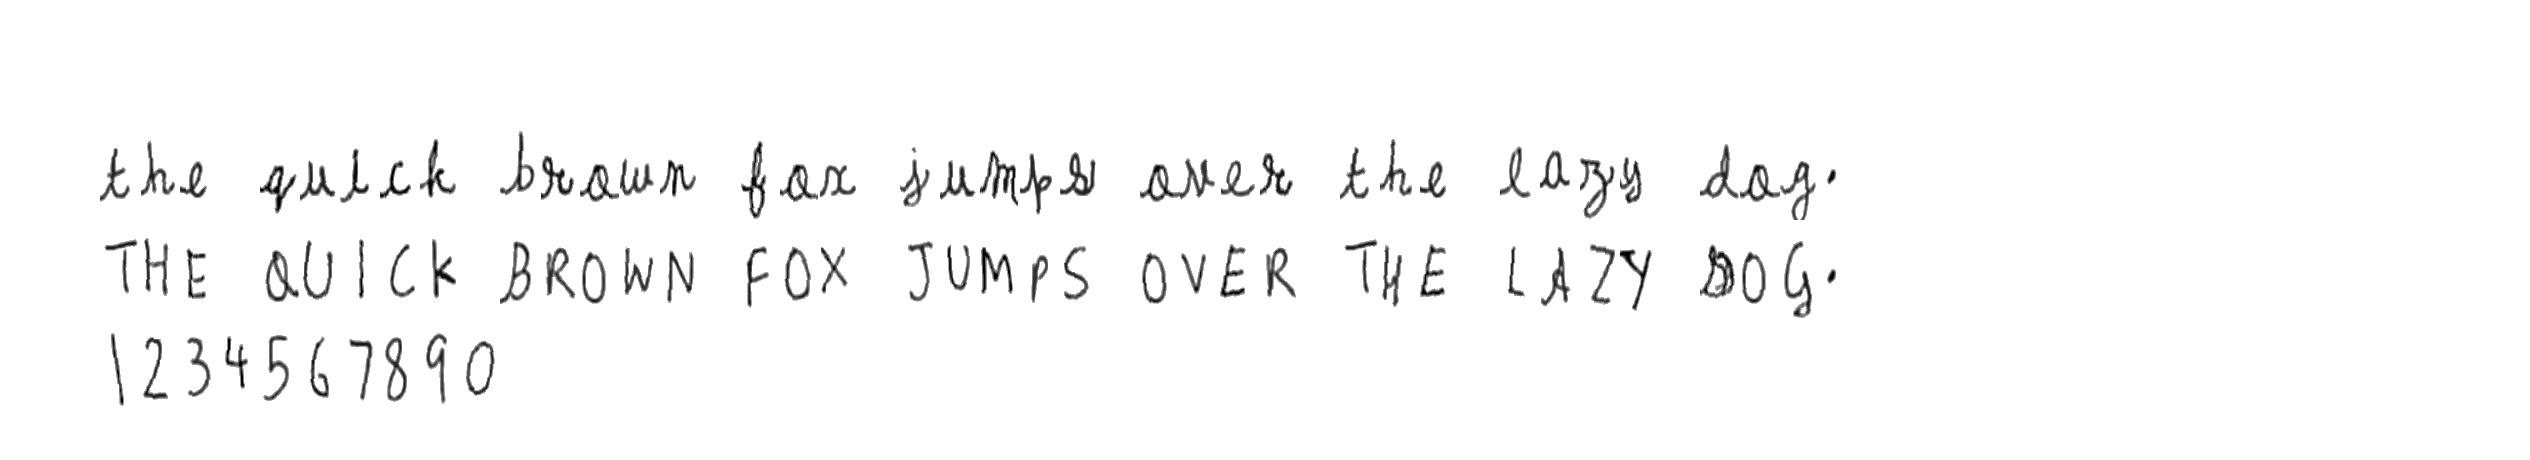 the quick brown fox jumps over the lazy dog.
THE QUICK BROWN FOX JUMPS OVER THE LAZY DOG.
1234567890